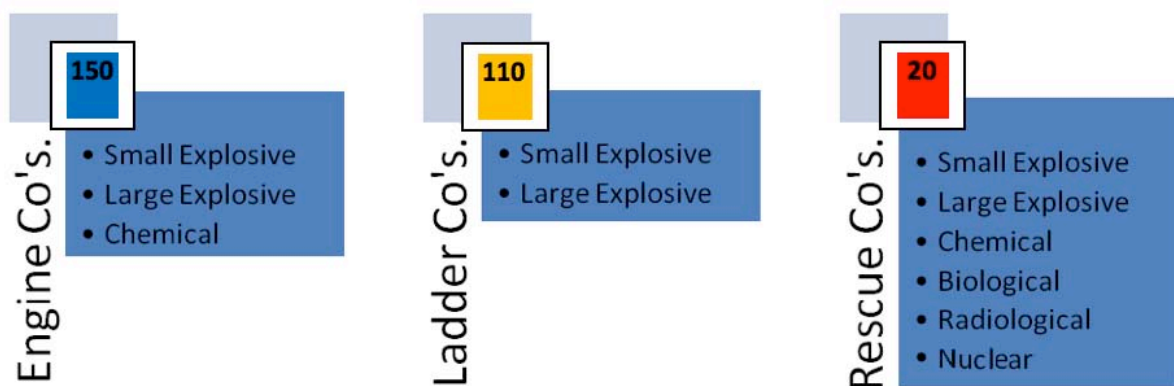 150
Engine Co's.
• Small Explosive
• Large Explosive
• Chemical
110
Ladder Co's.
• Small Explosive
• Large Explosive
20
Rescue Co's.
• Small Explosive
• Large Explosive
• Chemical
• Biological
• Radiological
• Nuclear